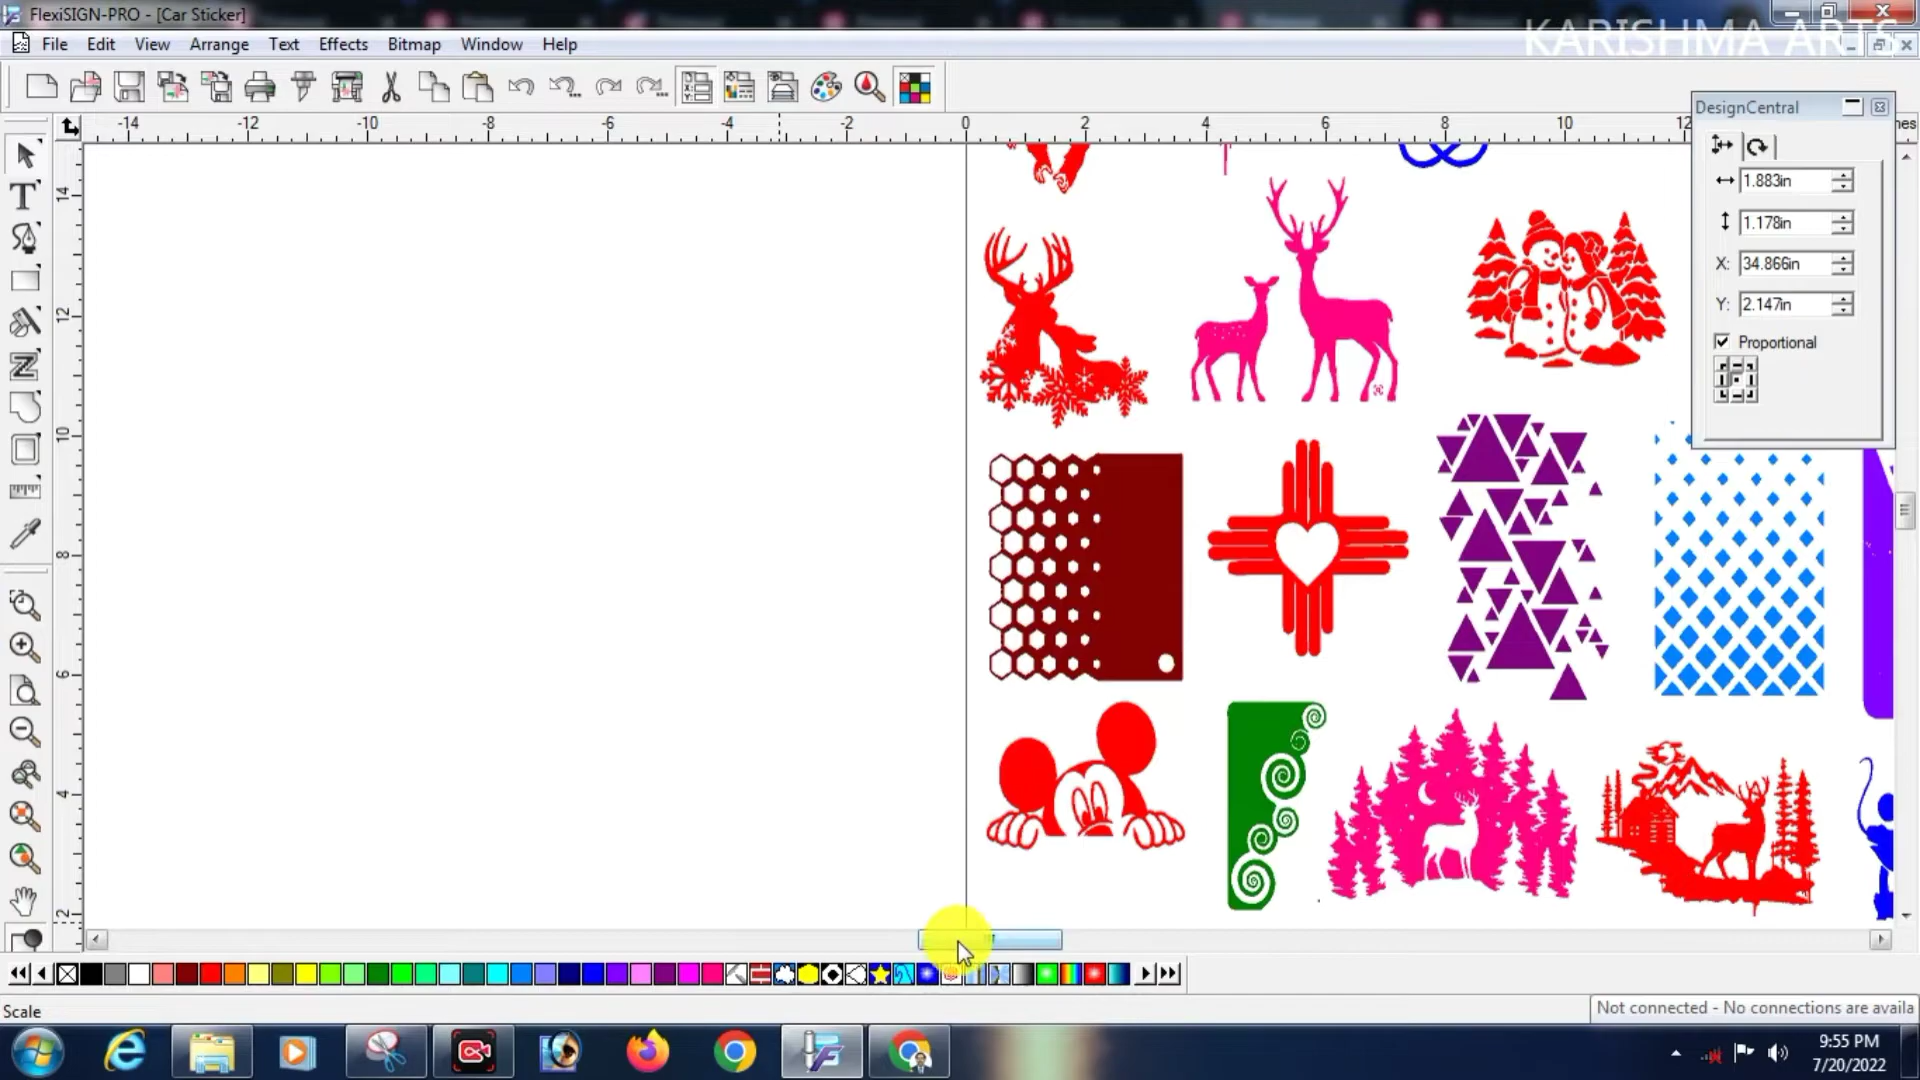 FlexiSIGN-PRO - [Car Sticker]
KARISHMA ARTS
File Edit View Arrange Text Effects Bitmap Window Help
DesignCentral
-14 -12 -10 -8 -6 -4 -2 0 2 4 6 8 10 12 nes
1.883in
1.178in
X: 34.866in
Y: 2.147in
Proportional
14
12
10
8
6
4
2
Scale
Not connected - No connections are availa
9:55 PM
7/20/2022